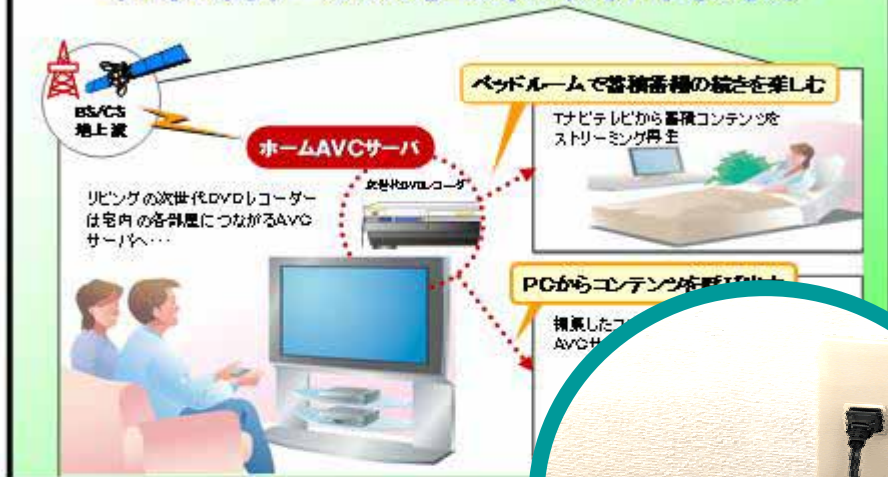 BS/CS
地上波
ホームAVCサーバ
リビングの次世代DVDレコーダー
は宅内の各部屋につながるAVC
サーバへ・・・
次世代DVDレコーダ
ベッドルームで蓄積番組の続きを楽しむ
Tナビテレビから蓄積コンテンツを
ストリーミング再生
PCからコンテンツを
AVCサ